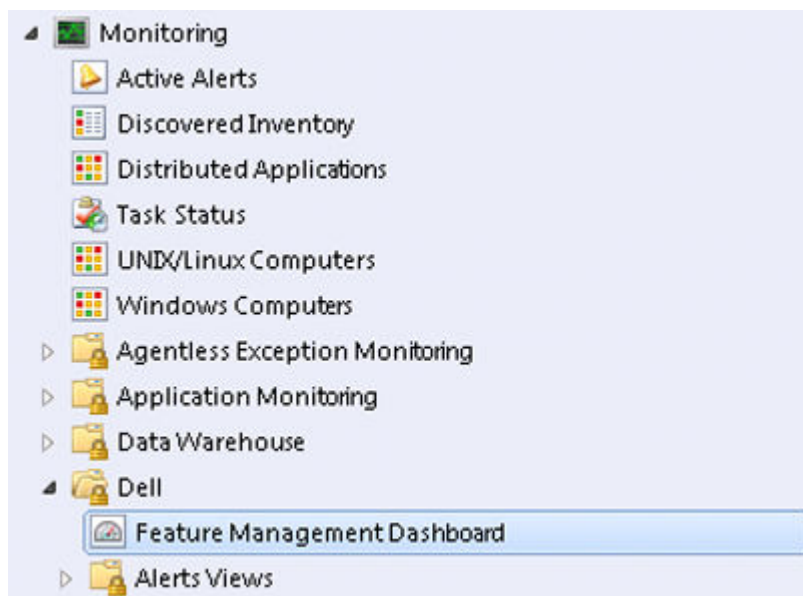 Monitoring
Active Alerts
Discovered Inventory
Distributed Applications
Task Status
UNIX/Linux Computers
Windows Computers
Agentless Exception Monitoring
Application Monitoring
Data Warehouse
Dell
Feature Management Dashboard
Alerts Views